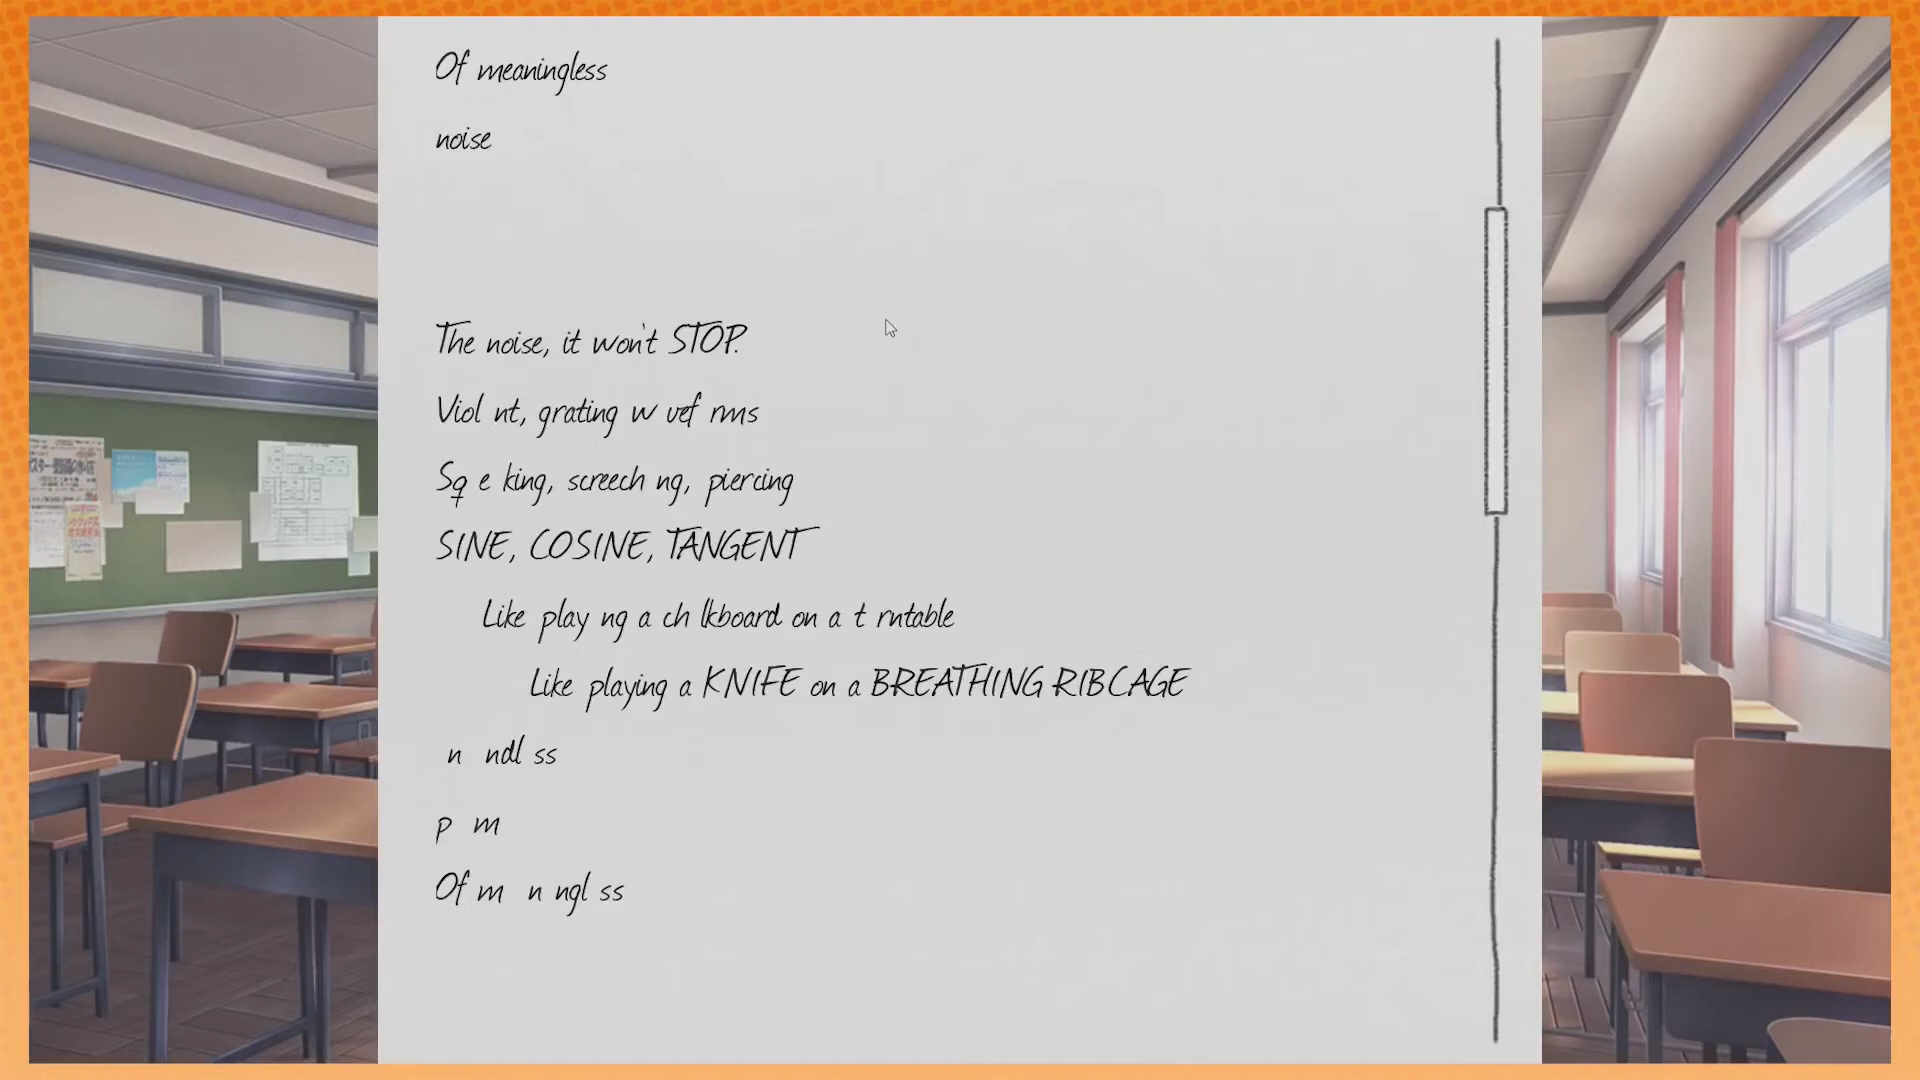 Of meaningless
noise
The noise, it won't STOP.
Viol nt, grating w vef rms
Sq e king, screech ng, piercing
SINE, COSINE, TANGENT
Like play ng a ch lkboard on a t rntable
Like playing a KNIFE on a BREATHING RIBCAGE
n ndl ss
p m
Of m n ngl ss